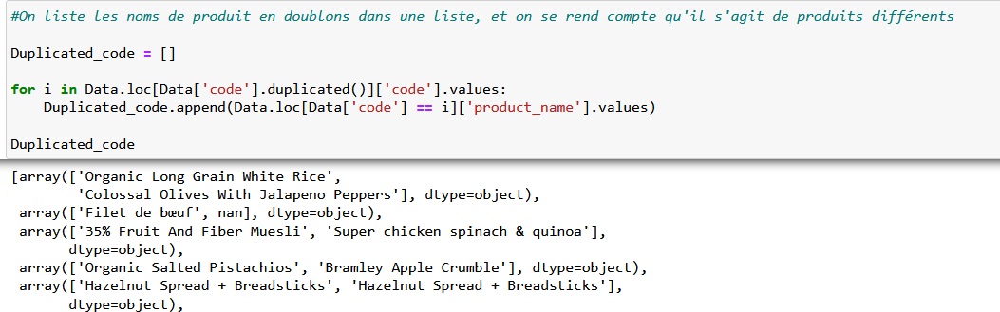 #On liste les noms de produit en doublons dans une liste, et on se rend compte qu'il s'agit de produits différents
Duplicated_code = []
for i in Data.loc[Data['code'].duplicated()]['code'].values:
    Duplicated_code.append(Data.loc[Data['code'] == i]['product_name'].values)
Duplicated_code
[array(['Organic Long Grain White Rice',
        'Colossal Olives With Jalapeno Peppers'], dtype=object),
 array(['Filet de bœuf', nan], dtype=object),
 array(['35% Fruit And Fiber Muesli', 'Super chicken spinach & quinoa'],
       dtype=object),
 array(['Organic Salted Pistachios', 'Bramley Apple Crumble'], dtype=object),
 array(['Hazelnut Spread + Breadsticks', 'Hazelnut Spread + Breadsticks'],
       dtype=object),